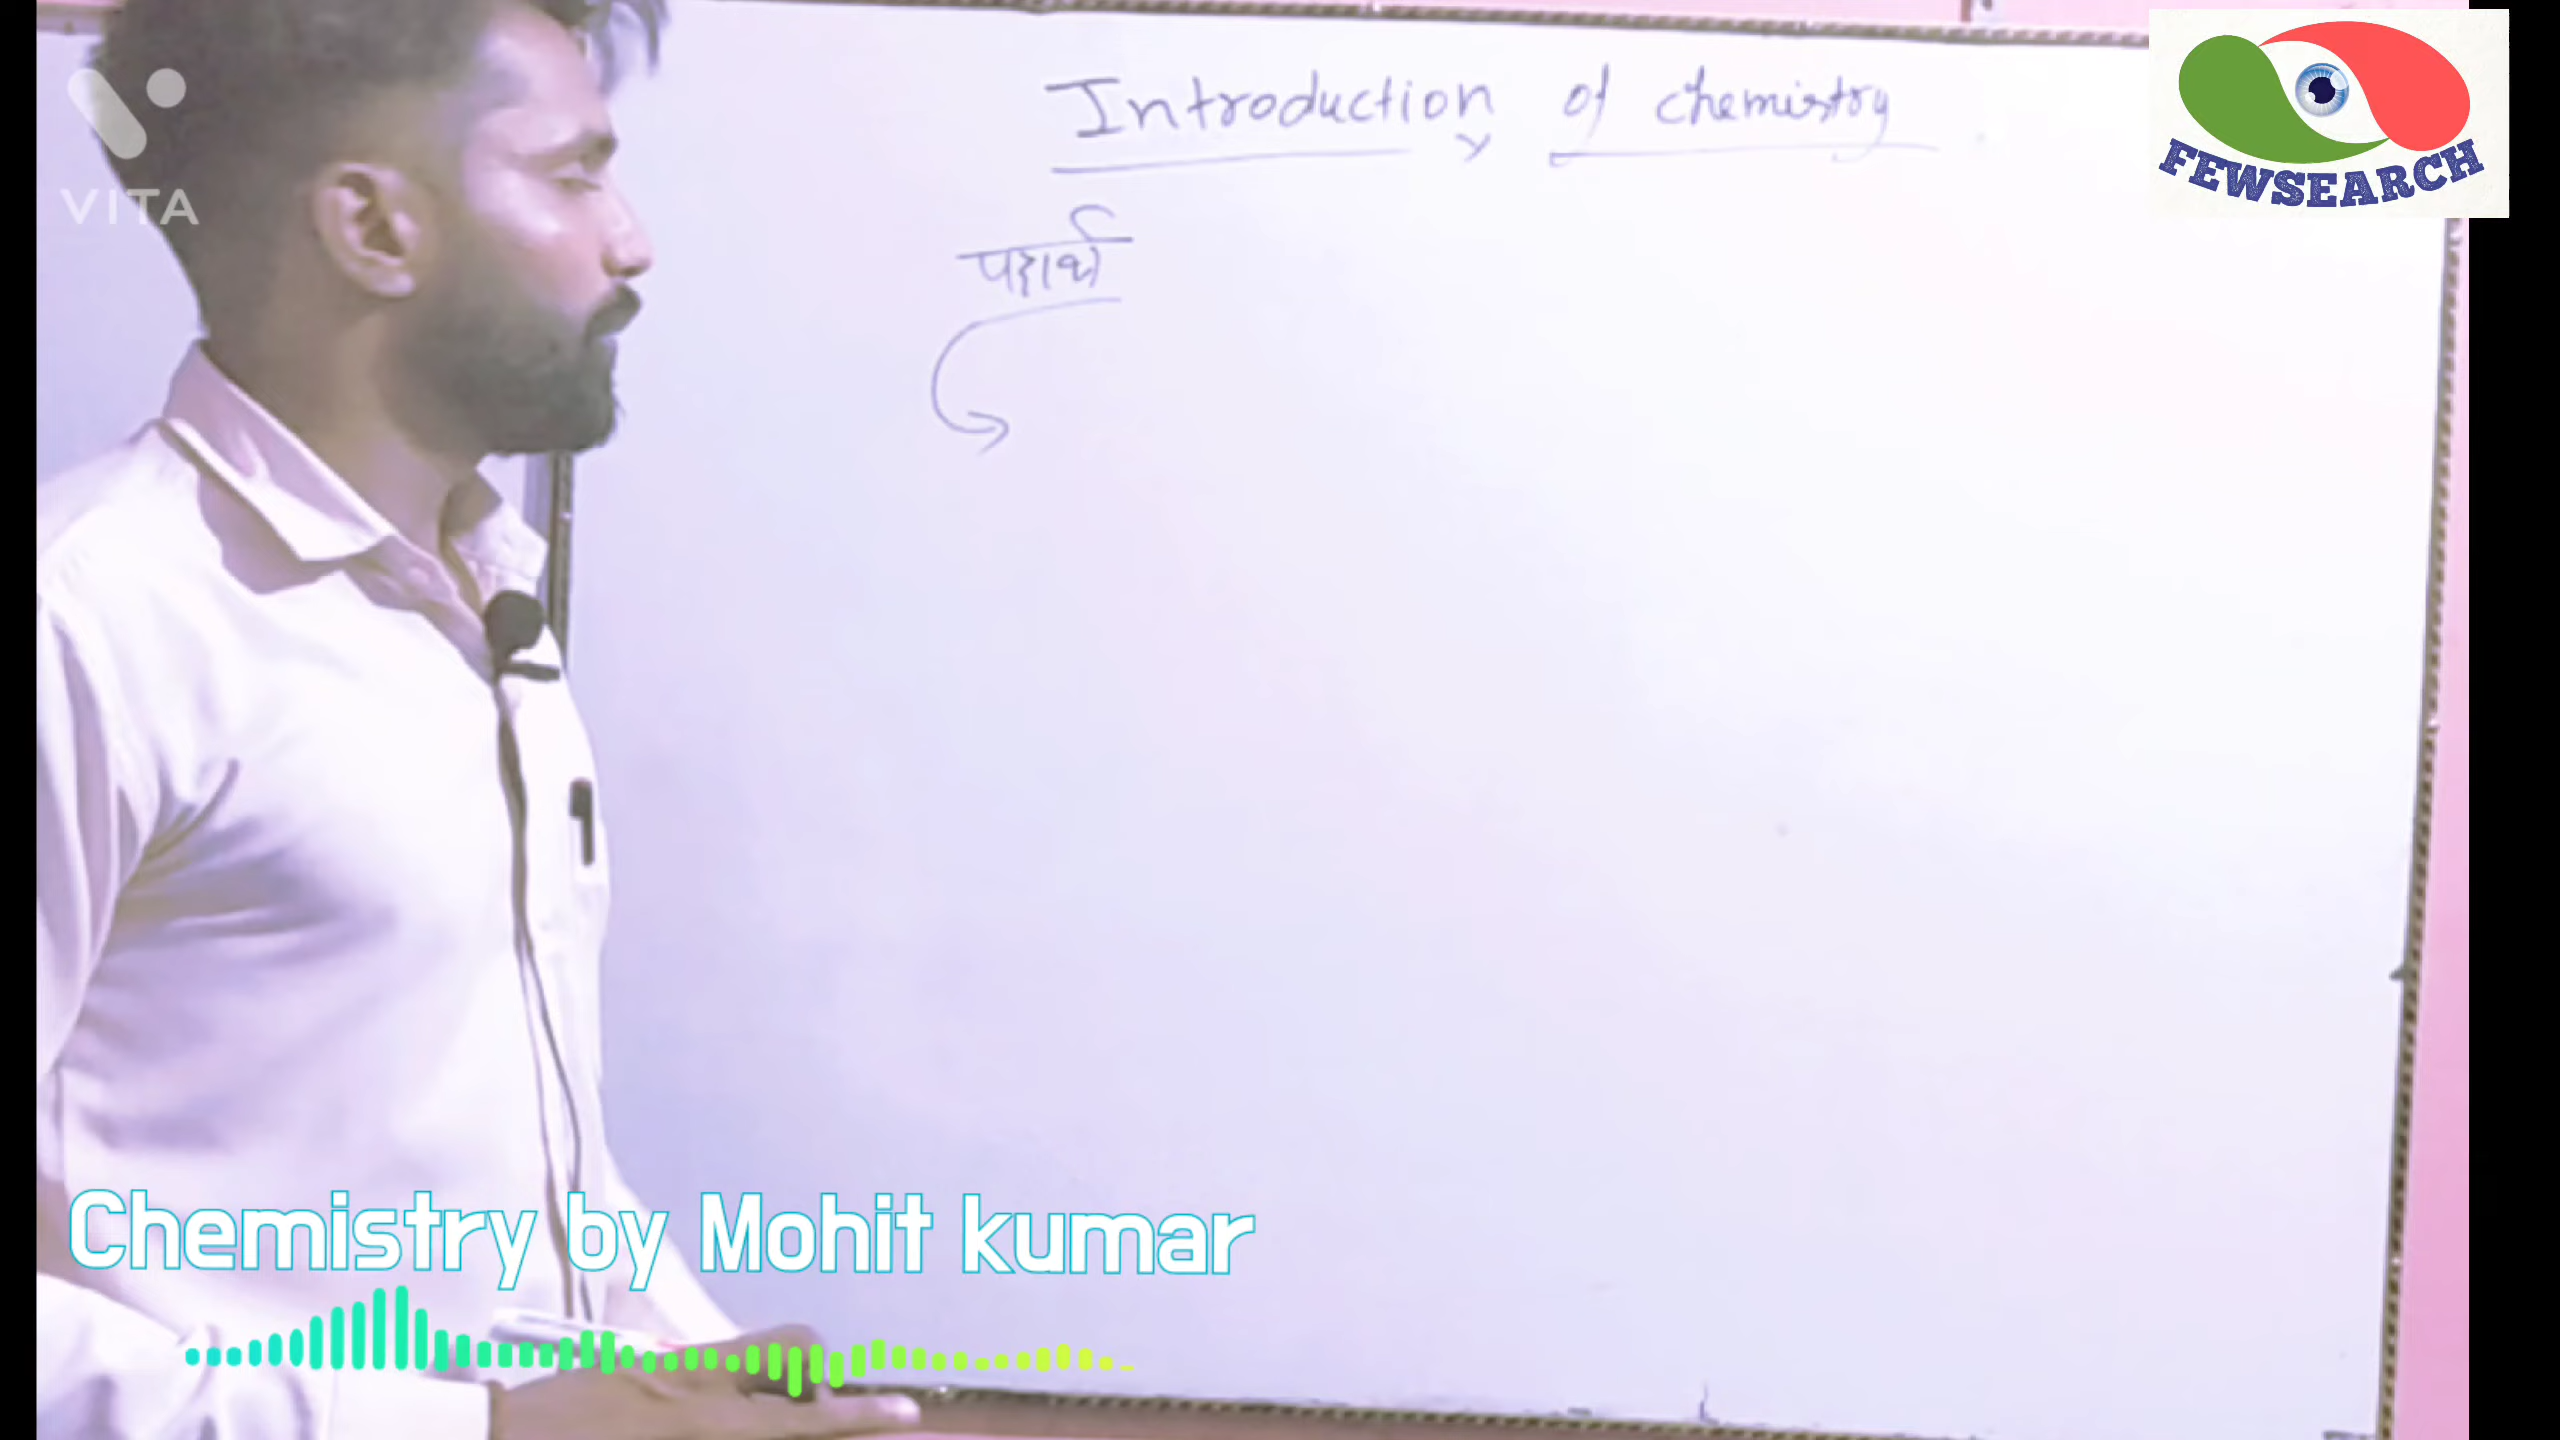 Introduction of chemistry
पदार्थ
VITA
FEWSEARCH
Chemistry by Mohit kumar